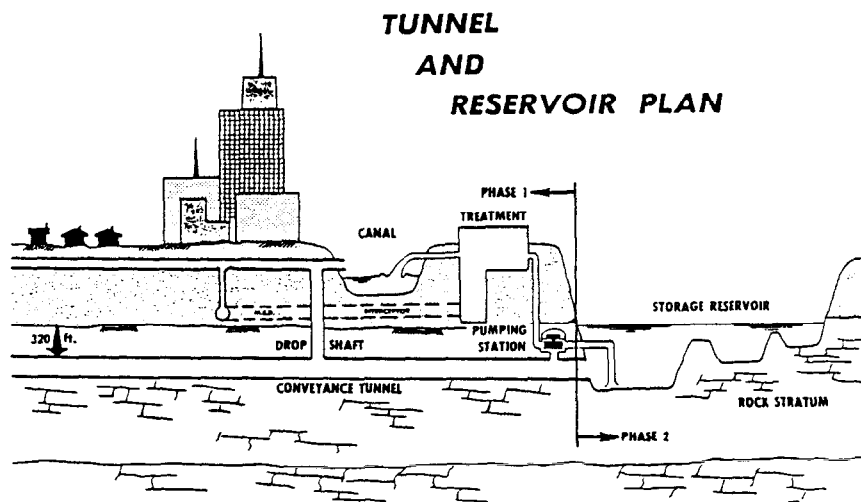 TUNNEL
AND
RESERVOIR PLAN
PHASE 1
TREATMENT
CANAL
STORAGE RESERVOIR
M.S.D. INTERCEPTOR
320 Ft.
DROP SHAFT
PUMPING
STATION
CONVEYANCE TUNNEL
ROCK STRATUM
PHASE 2